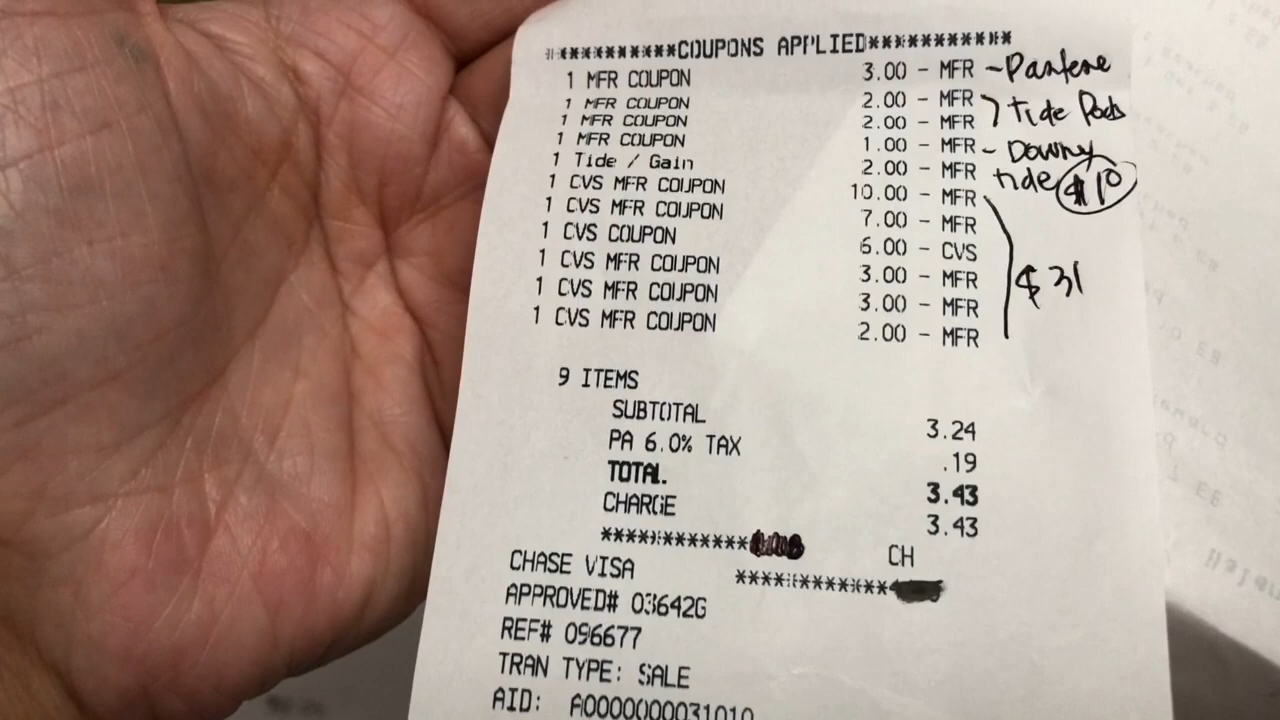 **********COUPONS APPLIED***********
1 MFR COUPON 3.00 - MFR - Pantene
1 MFR COUPON 2.00 - MFR
1 MFR COUPON 2.00 - MFR Tide Pods
1 MFR COUPON 1.00 - MFR - Downy
1 Tide / Gain 2.00 - MFR tide $10
1 CVS MFR COUPON 10.00 - MFR
1 CVS MFR COUPON 7.00 - MFR
1 CVS COUPON 6.00 - CVS
1 CVS MFR COUPON 3.00 - MFR $31
1 CVS MFR COUPON 3.00 - MFR
1 CVS MFR COUPON 2.00 - MFR
9 ITEMS
SUBTOTAL 3.24
PA 6.0% TAX .19
TOTAL 3.43
CHARGE 3.43
************ CH
CHASE VISA ************
APPROVED# 03642G
REF# 096677
TRAN TYPE: SALE
AID: A0000000031010